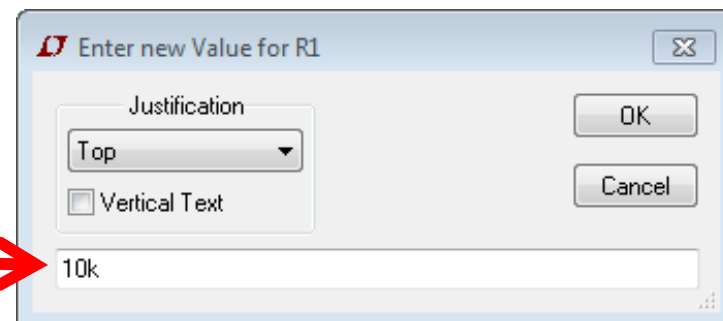 Enter new Value for R1
Justification
Top
Vertical Text
OK
Cancel
10k